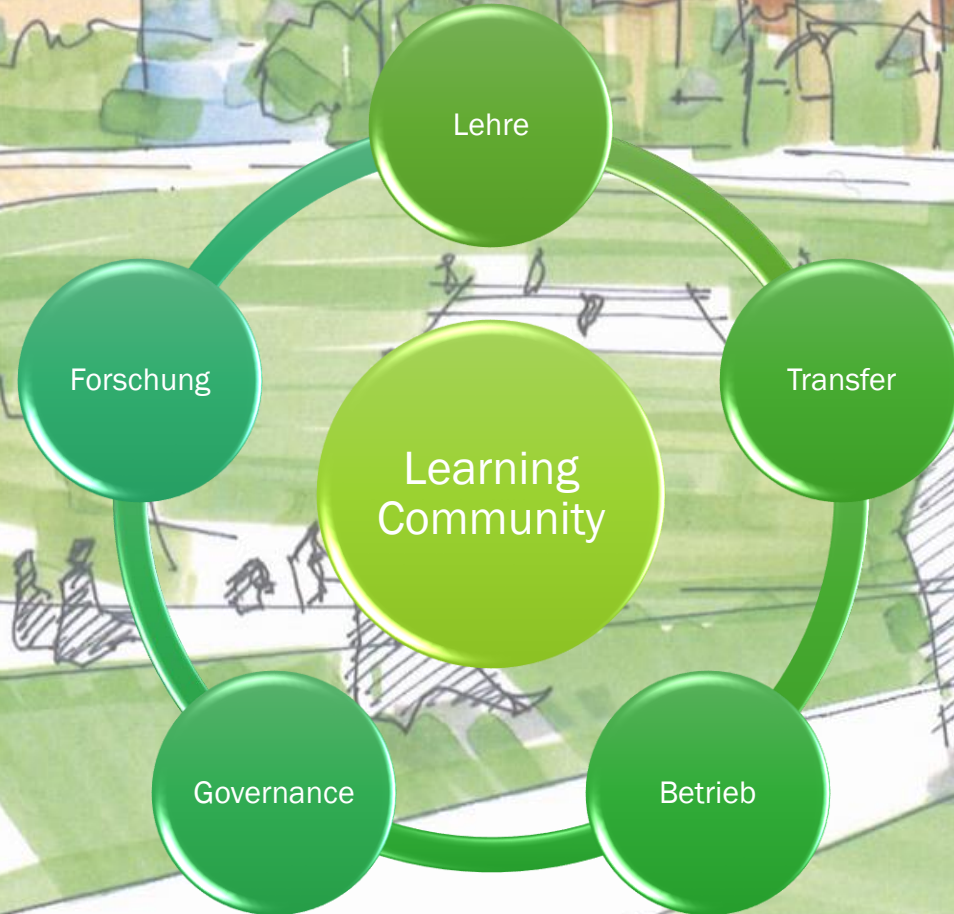 Lehre
Forschung
Transfer
Learning
Community
Governance
Betrieb